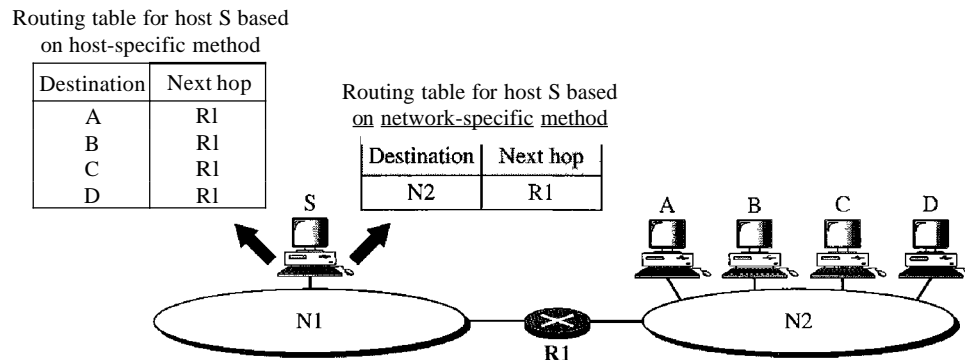 Routing table for host S based
on host-specific method
Destination Next hop
A R1
B R1
C R1
D R1
Routing table for host S based
on network-specific method
Destination Next hop
N2 R1
S
A B C D
N1
R1
N2